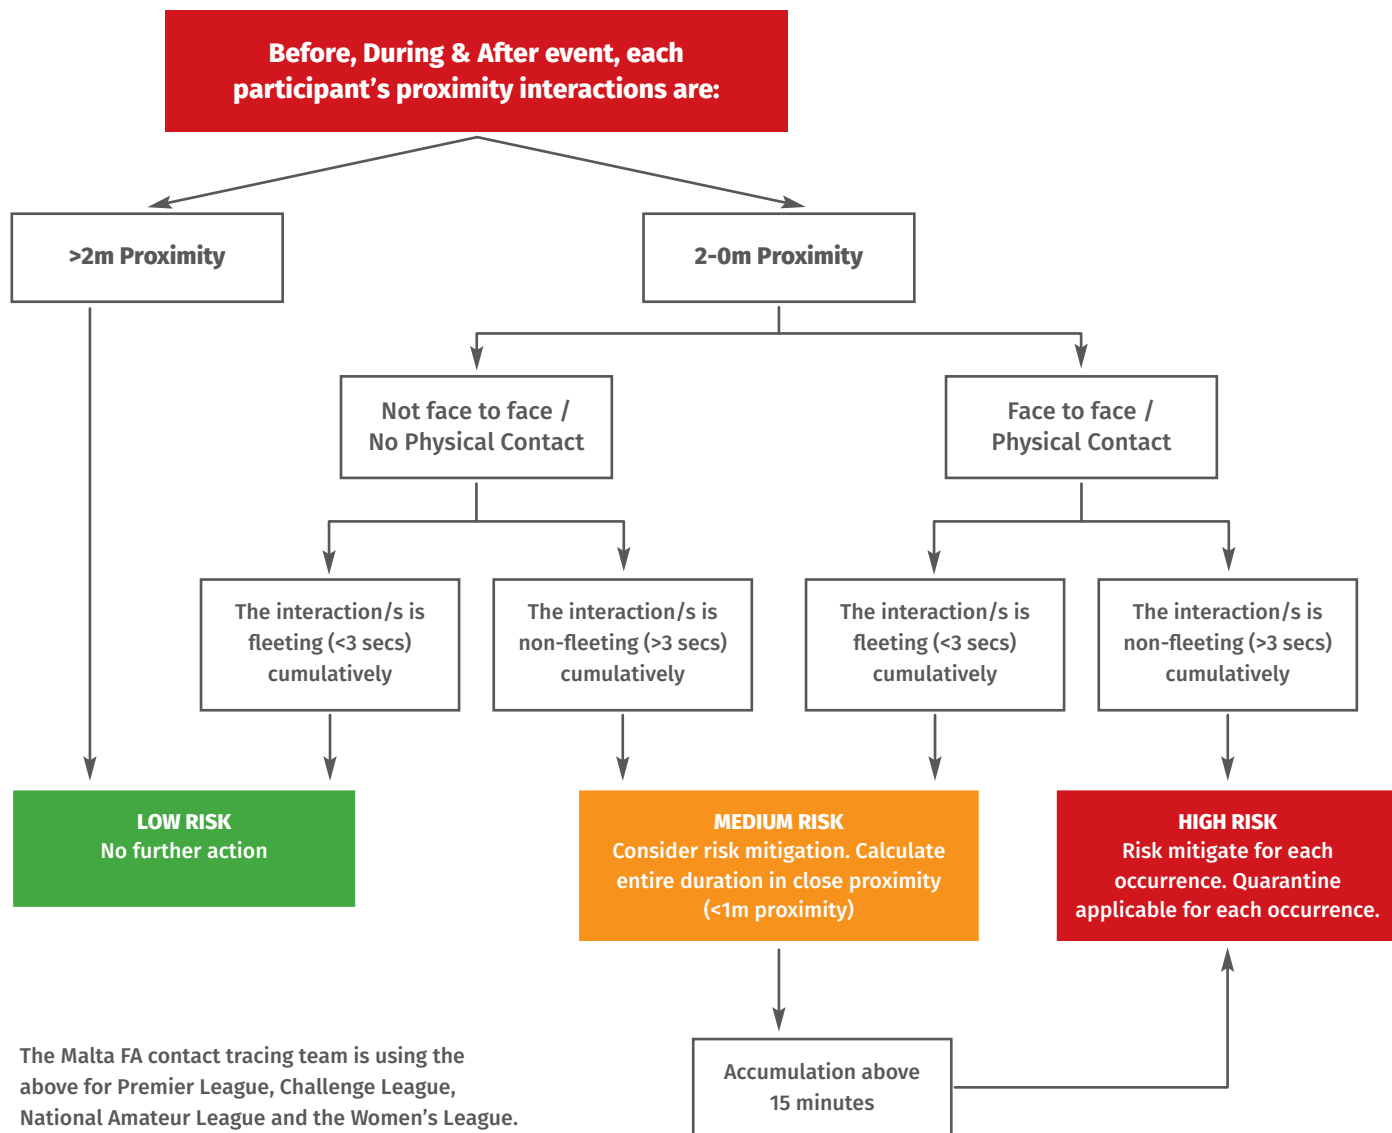 Before, During & After event, each
participant’s proximity interactions are:
>2m Proximity
2-0m Proximity
Not face to face /
No Physical Contact
Face to face /
Physical Contact
The interaction/s is
fleeting (<3 secs)
cumulatively
The interaction/s is
non-fleeting (>3 secs)
cumulatively
The interaction/s is
fleeting (<3 secs)
cumulatively
The interaction/s is
non-fleeting (>3 secs)
cumulatively
LOW RISK
No further action
MEDIUM RISK
Consider risk mitigation. Calculate
entire duration in close proximity
(<1m proximity)
HIGH RISK
Risk mitigate for each
occurrence. Quarantine
applicable for each occurrence.
Accumulation above
15 minutes
The Malta FA contact tracing team is using the
above for Premier League, Challenge League,
National Amateur League and the Women’s League.